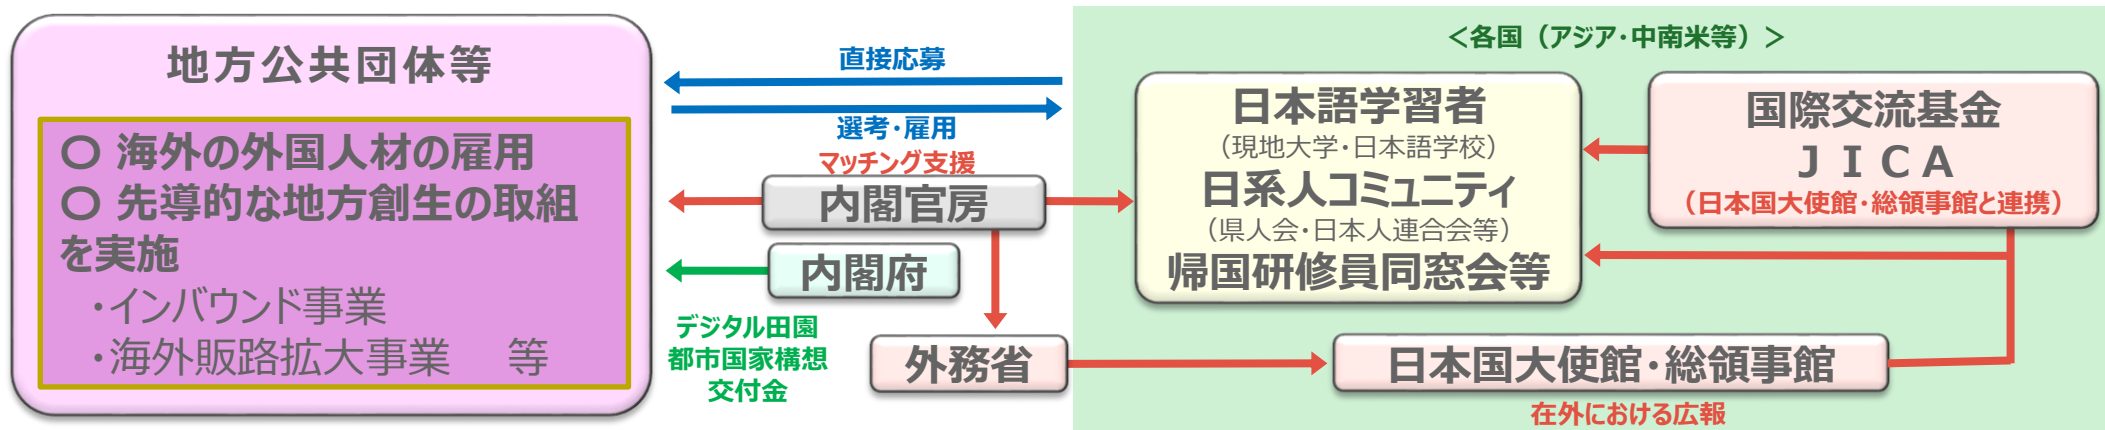 地方公共団体等
〇 海外の外国人材の雇用
〇 先導的な地方創生の取組
を実施
・インバウンド事業
・海外販路拡大事業　等
直接応募
選考・雇用
マッチング支援
内閣官房
内閣府
デジタル田園
都市国家構想
交付金
外務省
＜各国（アジア・中南米等）＞
日本語学習者
（現地大学・日本語学校）
日系人コミュニティ
（県人会・日本人連合会等）
帰国研修員同窓会等
国際交流基金
ＪＩＣＡ
（日本国大使館・総領事館と連携）
日本国大使館・総領事館
在外における広報